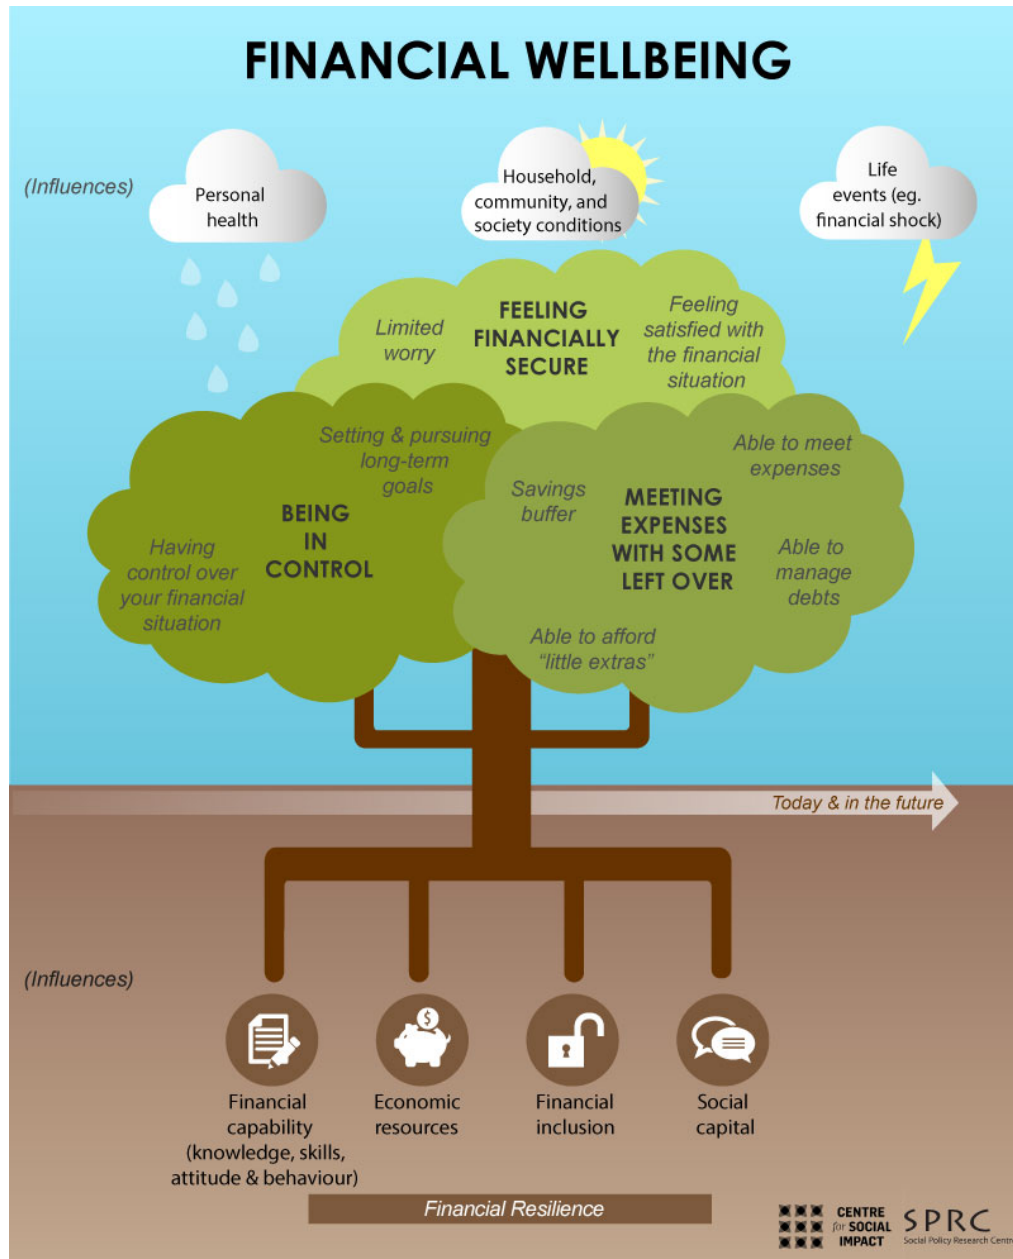 FINANCIAL WELLBEING
(Influences)
Personal
health
Household,
community, and
society conditions
Life
events (eg.
financial shock)
Limited
worry
FEELING
FINANCIALLY
SECURE
Feeling
satisfied with
the financial
situation
Setting & pursuing
long-term
goals
BEING
IN
CONTROL
Having
control over
your financial
situation
Savings
buffer
MEETING
EXPENSES
WITH SOME
LEFT OVER
Able to meet
expenses
Able to
manage
debts
Able to afford
“little extras”
Today & in the future
(Influences)
$
Financial
capability
(knowledge, skills,
attitude & behaviour)
Economic
resources
Financial
inclusion
Social
capital
Financial Resilience
CENTRE
for SOCIAL
IMPACT
SPRC
Social Policy Research Centre